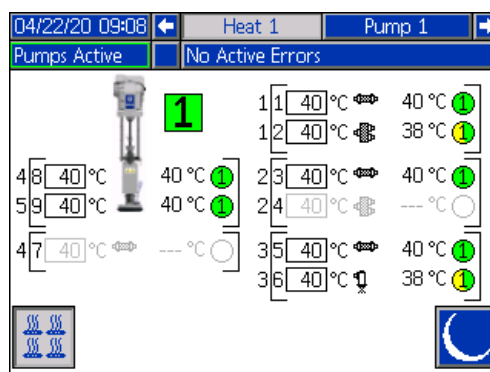 04/22/20 09:08 Heat 1 Pump 1
Pumps Active No Active Errors
1
1 1 40 °C 40 °C 1
1 2 40 °C 38 °C 1
4 8 40 °C 40 °C 1 2 3 40 °C 40 °C 1
5 9 40 °C 40 °C 1 2 4 40 °C --- °C
4 7 40 °C --- °C 3 5 40 °C 40 °C 1
3 6 40 °C 38 °C 1